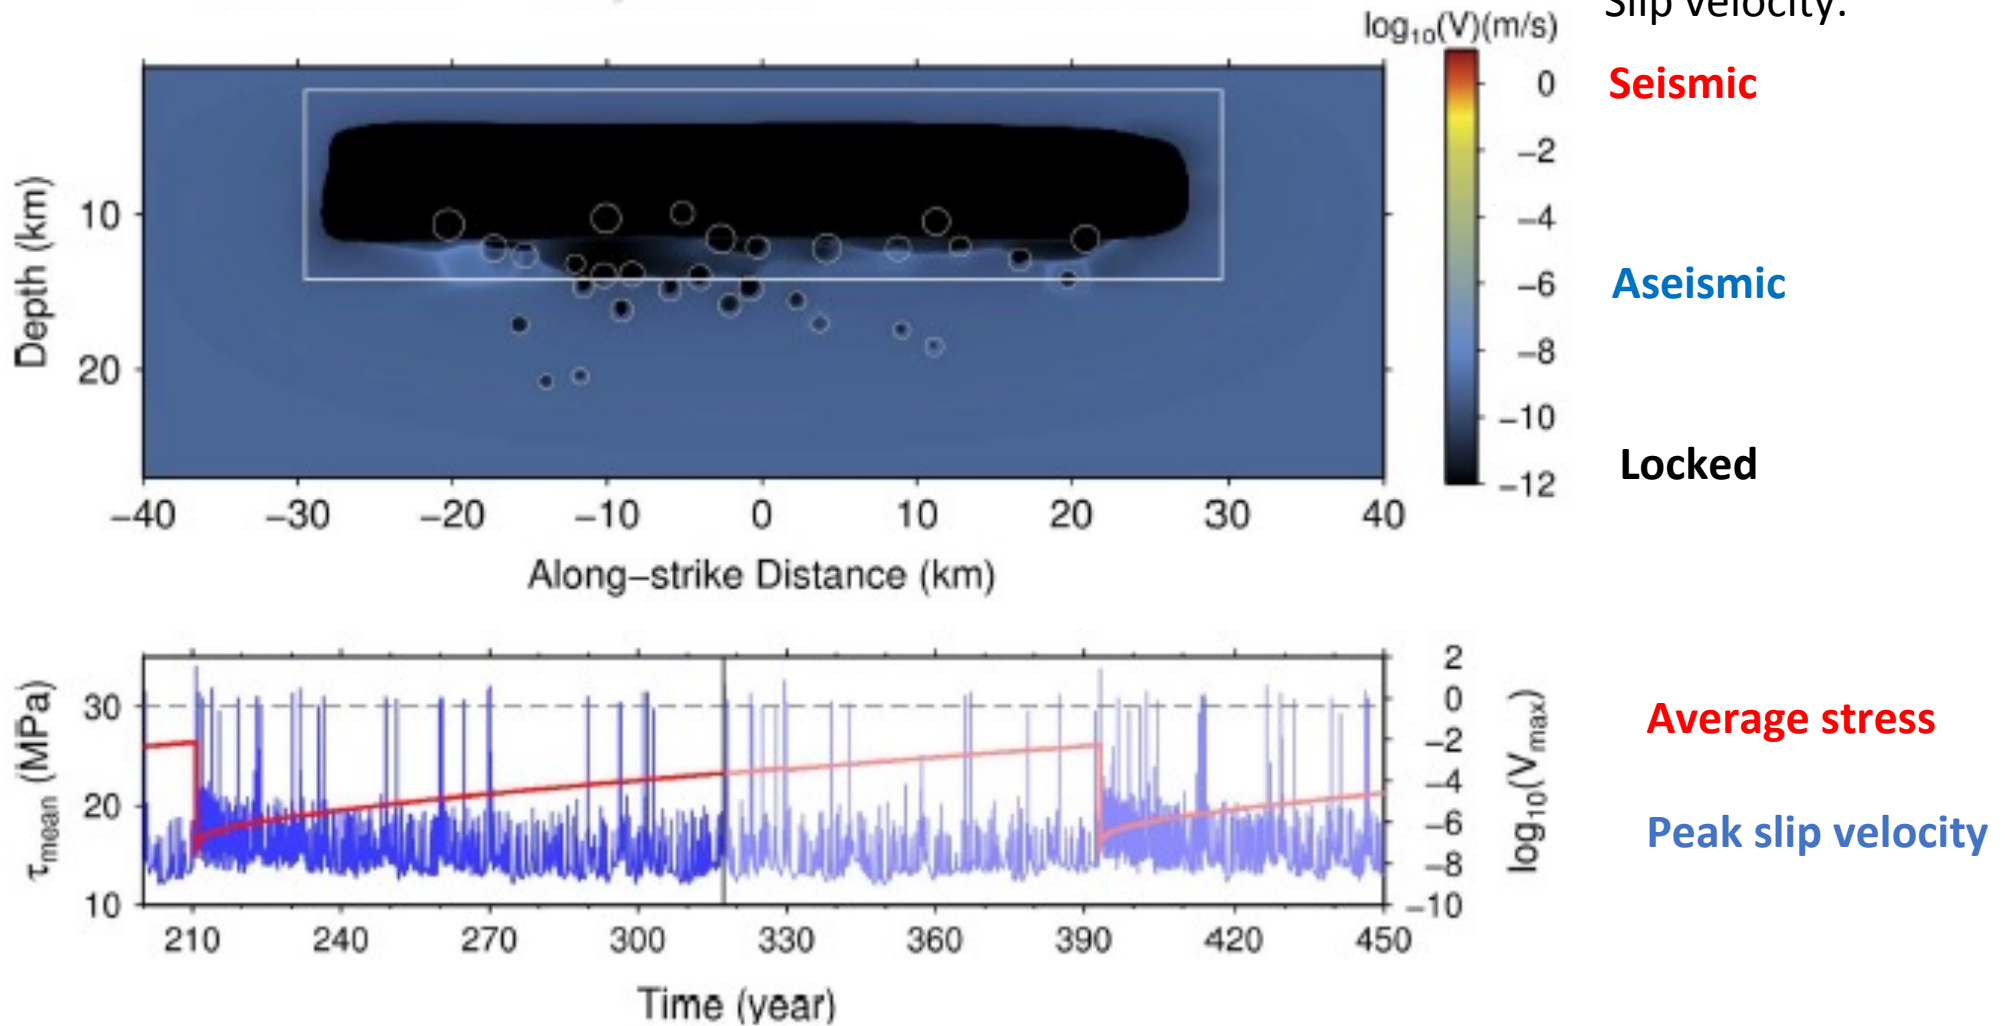 Slip velocity:
log₁₀(V)(m/s)
Seismic
Aseismic
Locked
0
−2
−4
−6
−8
−10
−12
Depth (km)
10
20
−40 −30 −20 −10 0 10 20 30 40
Along−strike Distance (km)
τmean (MPa)
30
20
10
2
0
−2
−4
−6
−8
−10
log₁₀(Vmax)
Average stress
Peak slip velocity
210 240 270 300 330 360 390 420 450
Time (year)